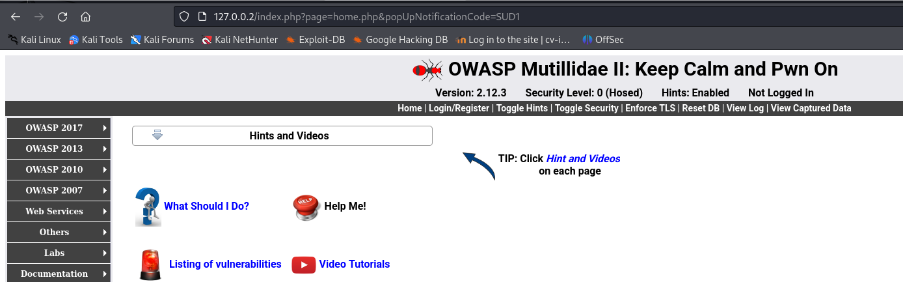 127.0.0.2/index.php?page=home.php&popUpNotificationCode=SUD1
Kali Linux Kali Tools Kali Forums Kali NetHunter Exploit-DB Google Hacking DB Log in to the site | cv-i... OffSec
OWASP Mutillidae II: Keep Calm and Pwn On
Version: 2.12.3 Security Level: 0 (Hosed) Hints: Enabled Not Logged In
Home | Login/Register | Toggle Hints | Toggle Security | Enforce TLS | Reset DB | View Log | View Captured Data
OWASP 2017
OWASP 2013
OWASP 2010
OWASP 2007
Web Services
Others
Labs
Documentation
Hints and Videos
TIP: Click Hint and Videos
on each page
What Should I Do?
HELP
Help Me!
Listing of vulnerabilities
Video Tutorials